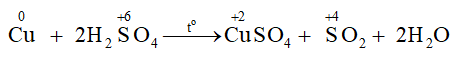 0 +6 +2 +4
Cu + 2H₂SO₄ t° ⟶ CuSO₄ + SO₂ + 2H₂O